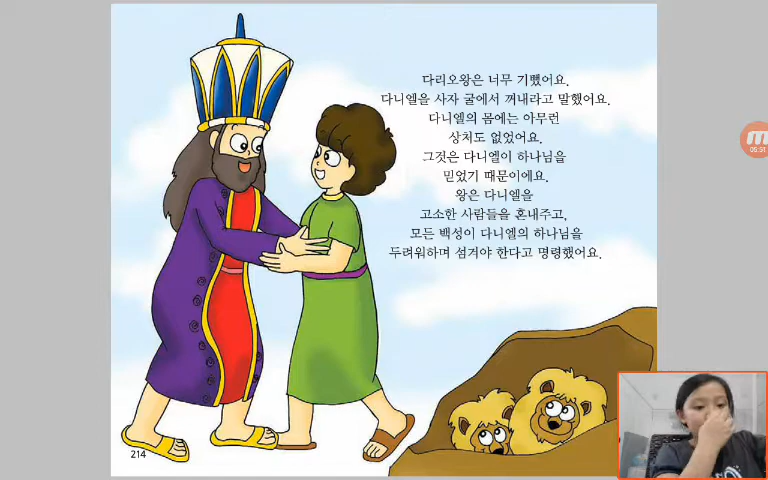 다리오왕은 너무 기뻤어요.
다니엘을 사자 굴에서 꺼내라고 말했어요.
다니엘의 몸에는 아무런
상처도 없었어요.
그것은 다니엘이 하나님을
믿었기 때문이에요.
왕은 다니엘을
고소한 사람들을 혼내주고,
모든 백성이 다니엘의 하나님을
두려워하며 섬겨야 한다고 명령했어요.
214
05:51